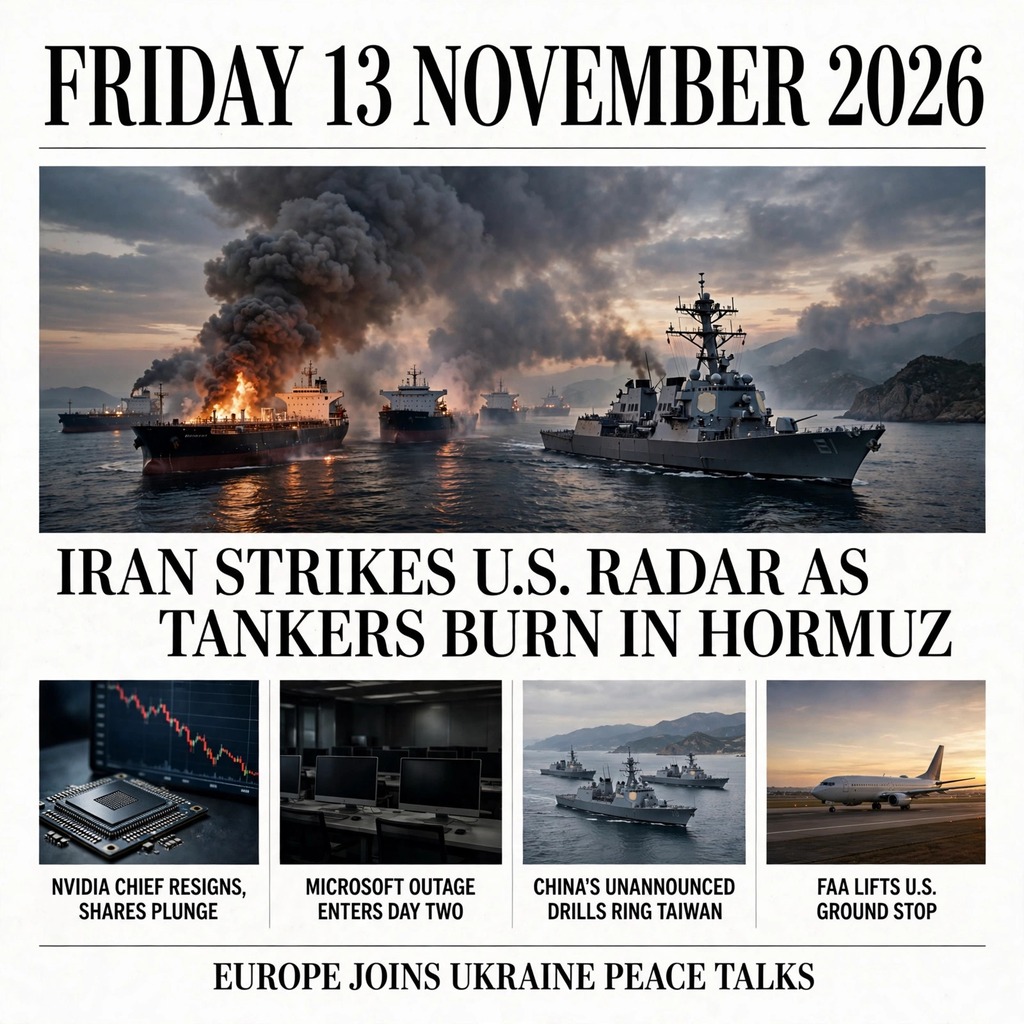 FRIDAY 13 NOVEMBER 2026
IRAN STRIKES U.S. RADAR AS
TANKERS BURN IN HORMUZ
NVIDIA CHIEF RESIGNS,
SHARES PLUNGE
MICROSOFT OUTAGE
ENTERS DAY TWO
CHINA'S UNANNOUNCED
DRILLS RING TAIWAN
FAA LIFTS U.S.
GROUND STOP
EUROPE JOINS UKRAINE PEACE TALKS